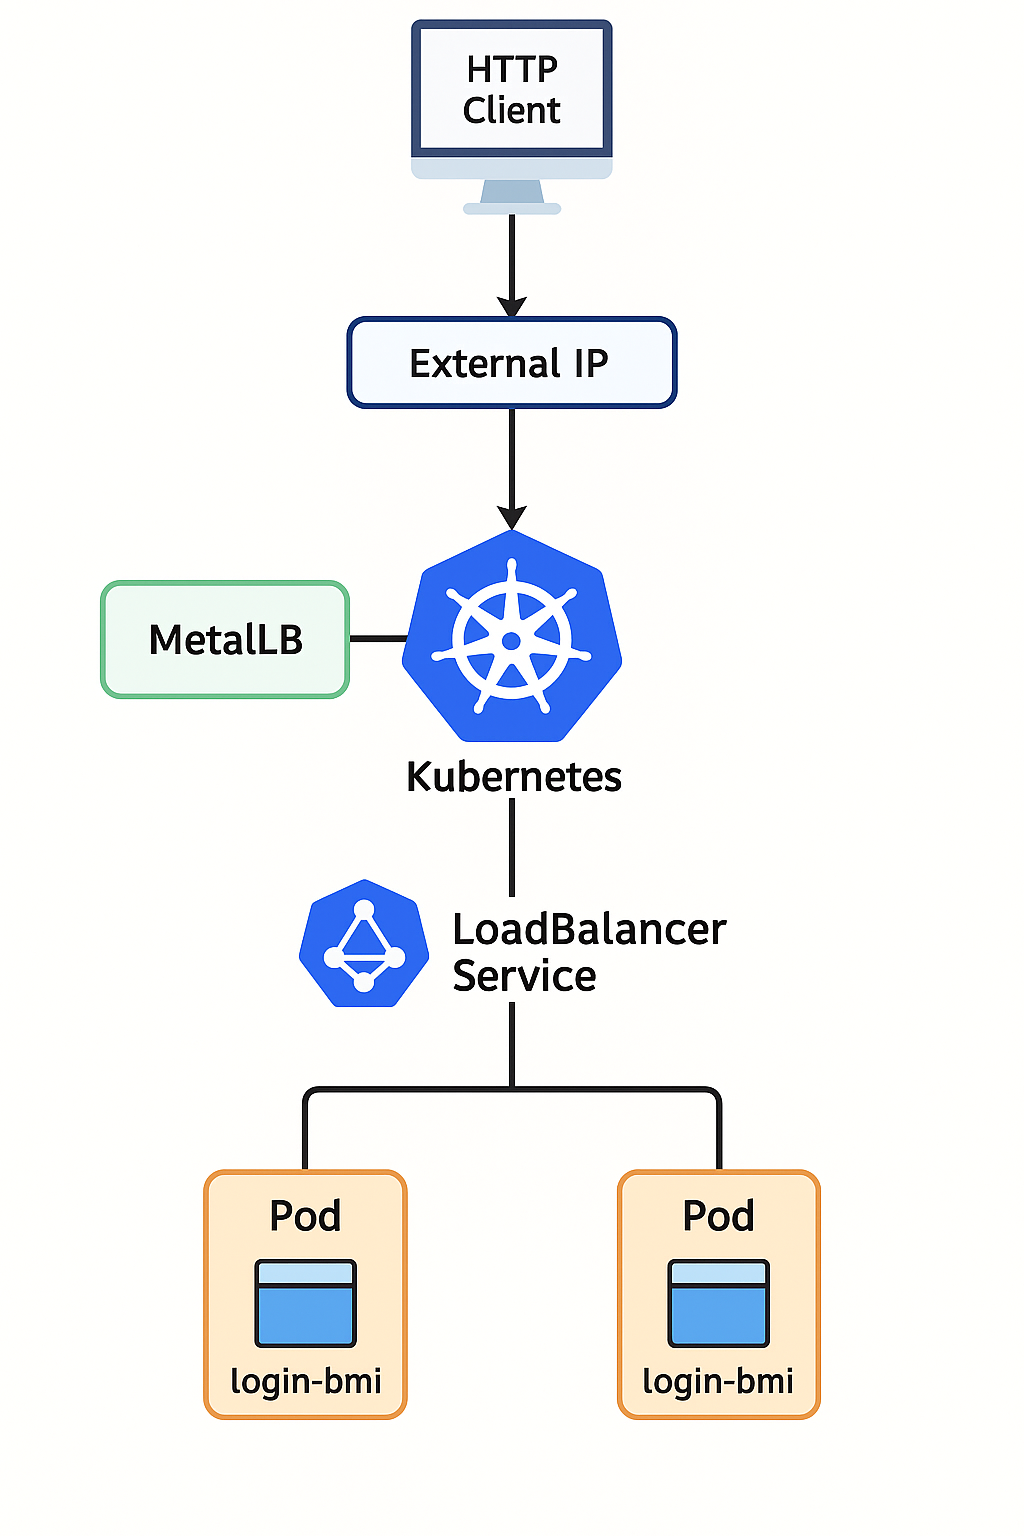 HTTP
Client
External IP
MetalLB
Kubernetes
LoadBalancer
Service
Pod
login-bmi
Pod
login-bmi